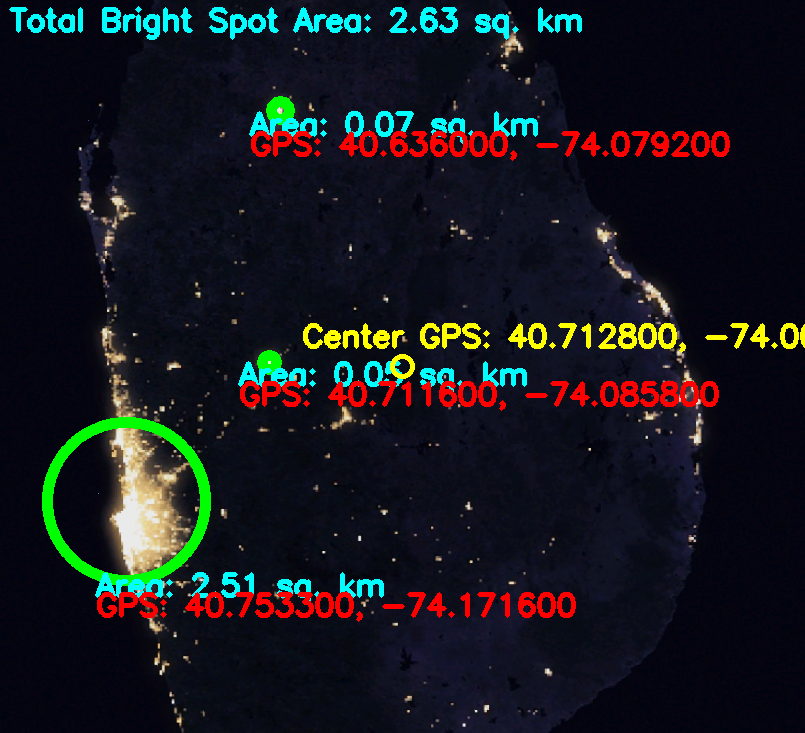 Total Bright Spot Area: 2.63 sq. km
Area: 0.07 sq. km
GPS: 40.636000, -74.079200
Center GPS: 40.712800, -74.00
Area: 0.05 sq. km
GPS: 40.711600, -74.085800
Area: 2.51 sq. km
GPS: 40.753300, -74.171600